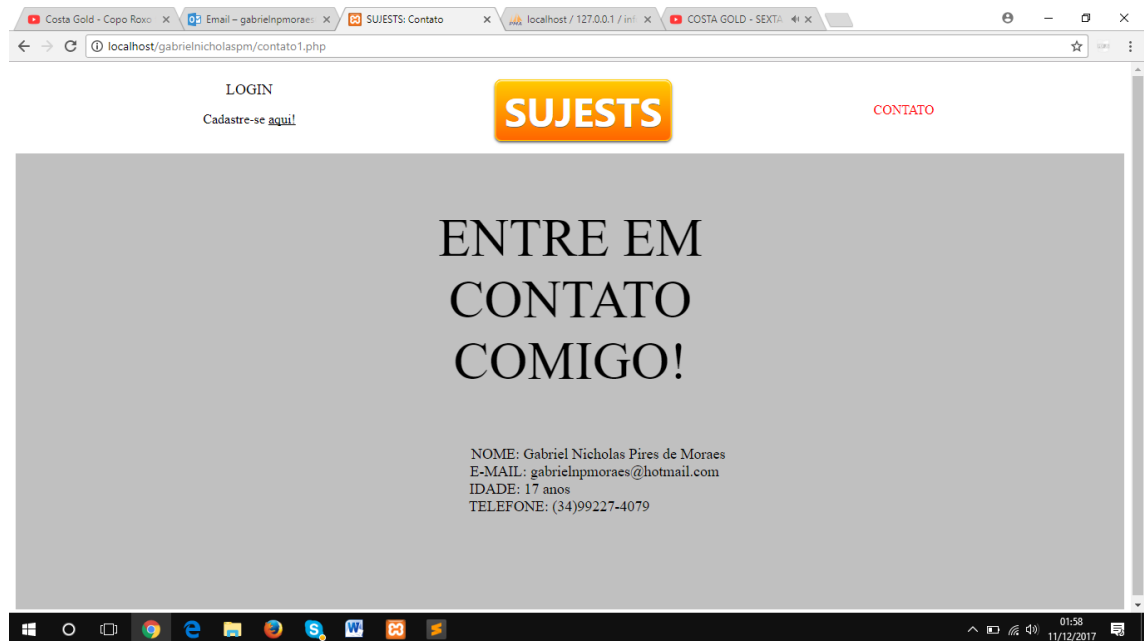 Costa Gold - Copo Roxo
Email – gabrielnpmoraes
SUJESTS: Contato
localhost / 127.0.0.1 / inf
COSTA GOLD - SEXTA
localhost/gabrielnicholaspm/contato1.php
LOGIN
Cadastre-se aqui!
SUJESTS
CONTATO
ENTRE EM
CONTATO
COMIGO!
NOME: Gabriel Nicholas Pires de Moraes
E-MAIL: gabrielnpmoraes@hotmail.com
IDADE: 17 anos
TELEFONE: (34)99227-4079
01:58
11/12/2017